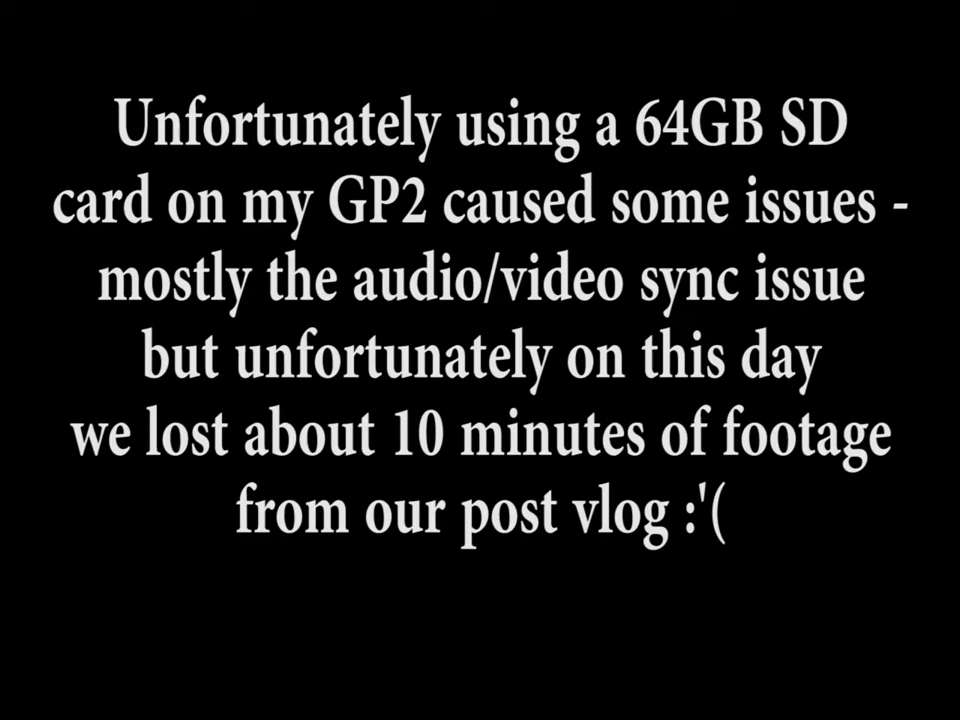 Unfortunately using a 64GB SD
card on my GP2 caused some issues -
mostly the audio/video sync issue
but unfortunately on this day
we lost about 10 minutes of footage
from our post vlog :'(